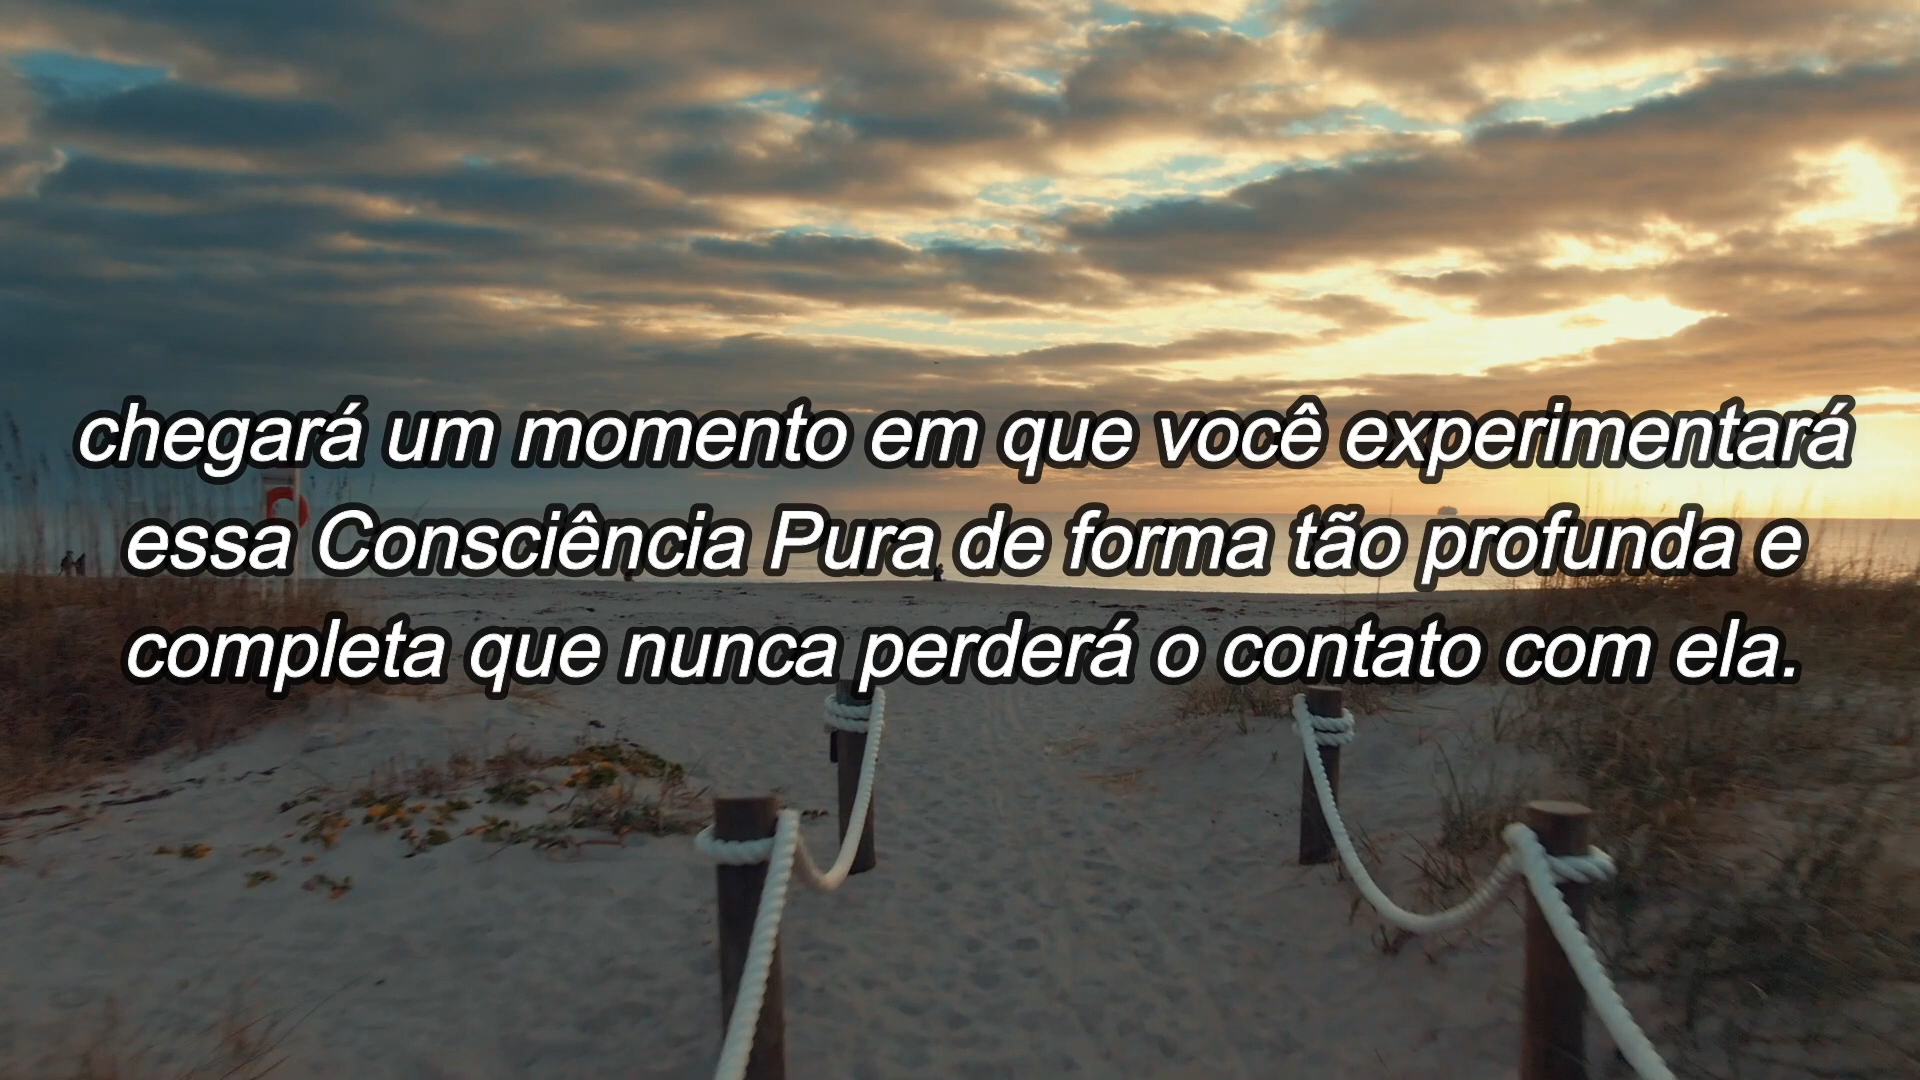 chegará um momento em que você experimentará
essa Consciência Pura de forma tão profunda e
completa que nunca perderá o contato com ela.